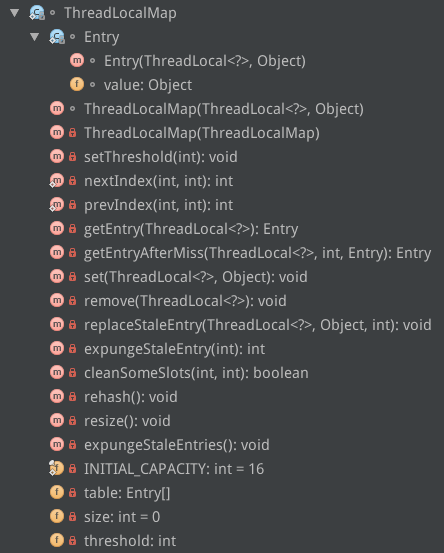 ThreadLocalMap
Entry
Entry(ThreadLocal<?>, Object)
value: Object
ThreadLocalMap(ThreadLocal<?>, Object)
ThreadLocalMap(ThreadLocalMap)
setThreshold(int): void
nextIndex(int, int): int
prevIndex(int, int): int
getEntry(ThreadLocal<?>): Entry
getEntryAfterMiss(ThreadLocal<?>, int, Entry): Entry
set(ThreadLocal<?>, Object): void
remove(ThreadLocal<?>): void
replaceStaleEntry(ThreadLocal<?>, Object, int): void
expungeStaleEntry(int): int
cleanSomeSlots(int, int): boolean
rehash(): void
resize(): void
expungeStaleEntries(): void
INITIAL_CAPACITY: int = 16
table: Entry[]
size: int = 0
threshold: int